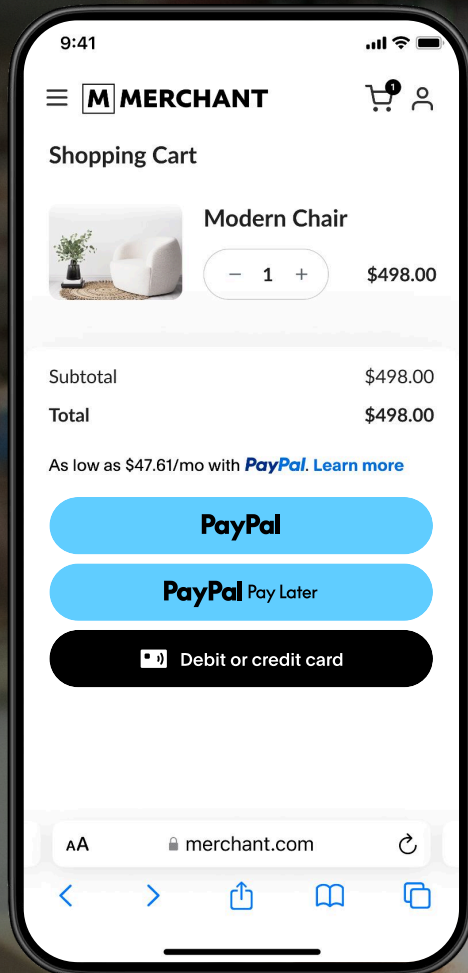 9:41
M MERCHANT
1
Shopping Cart
Modern Chair
− 1 + $498.00
Subtotal $498.00
Total $498.00
As low as $47.61/mo with PayPal. Learn more
PayPal
PayPal Pay Later
Debit or credit card
AA merchant.com